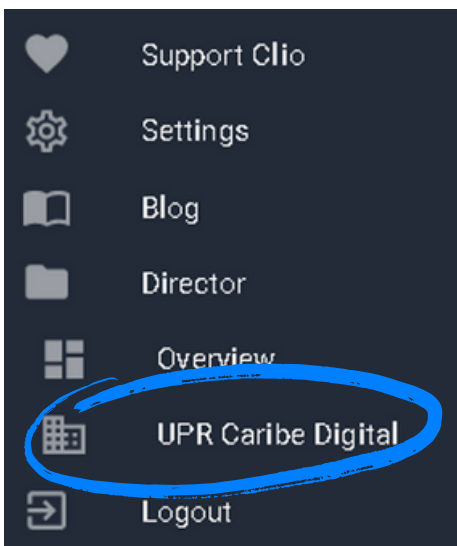 Support Clio
Settings
Blog
Director
Overview
UPR Caribe Digital
Logout